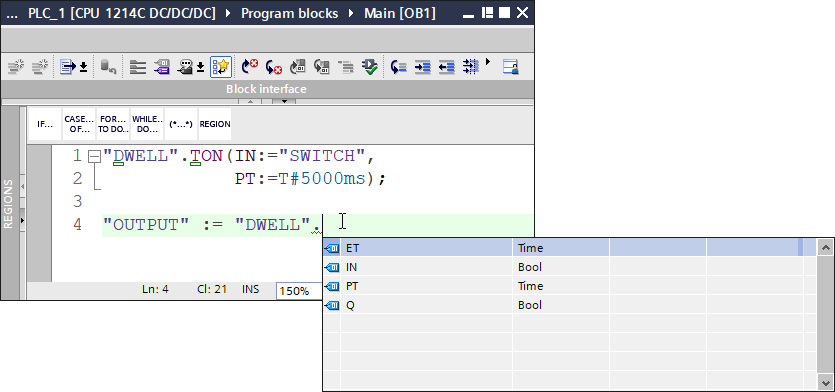 ... PLC_1 [CPU 1214C DC/DC/DC] ▸ Program blocks ▸ Main [OB1]
Block interface
IF... CASE... OF... FOR... TO DO... WHILE.. DO... (*...*) REGION
REGIONS
1 "DWELL".TON(IN:="SWITCH",
2 PT:=T#5000ms);
3
4 "OUTPUT" := "DWELL".
ET Time
IN Bool
PT Time
Q Bool
Ln: 4 Cl: 21 INS 150%